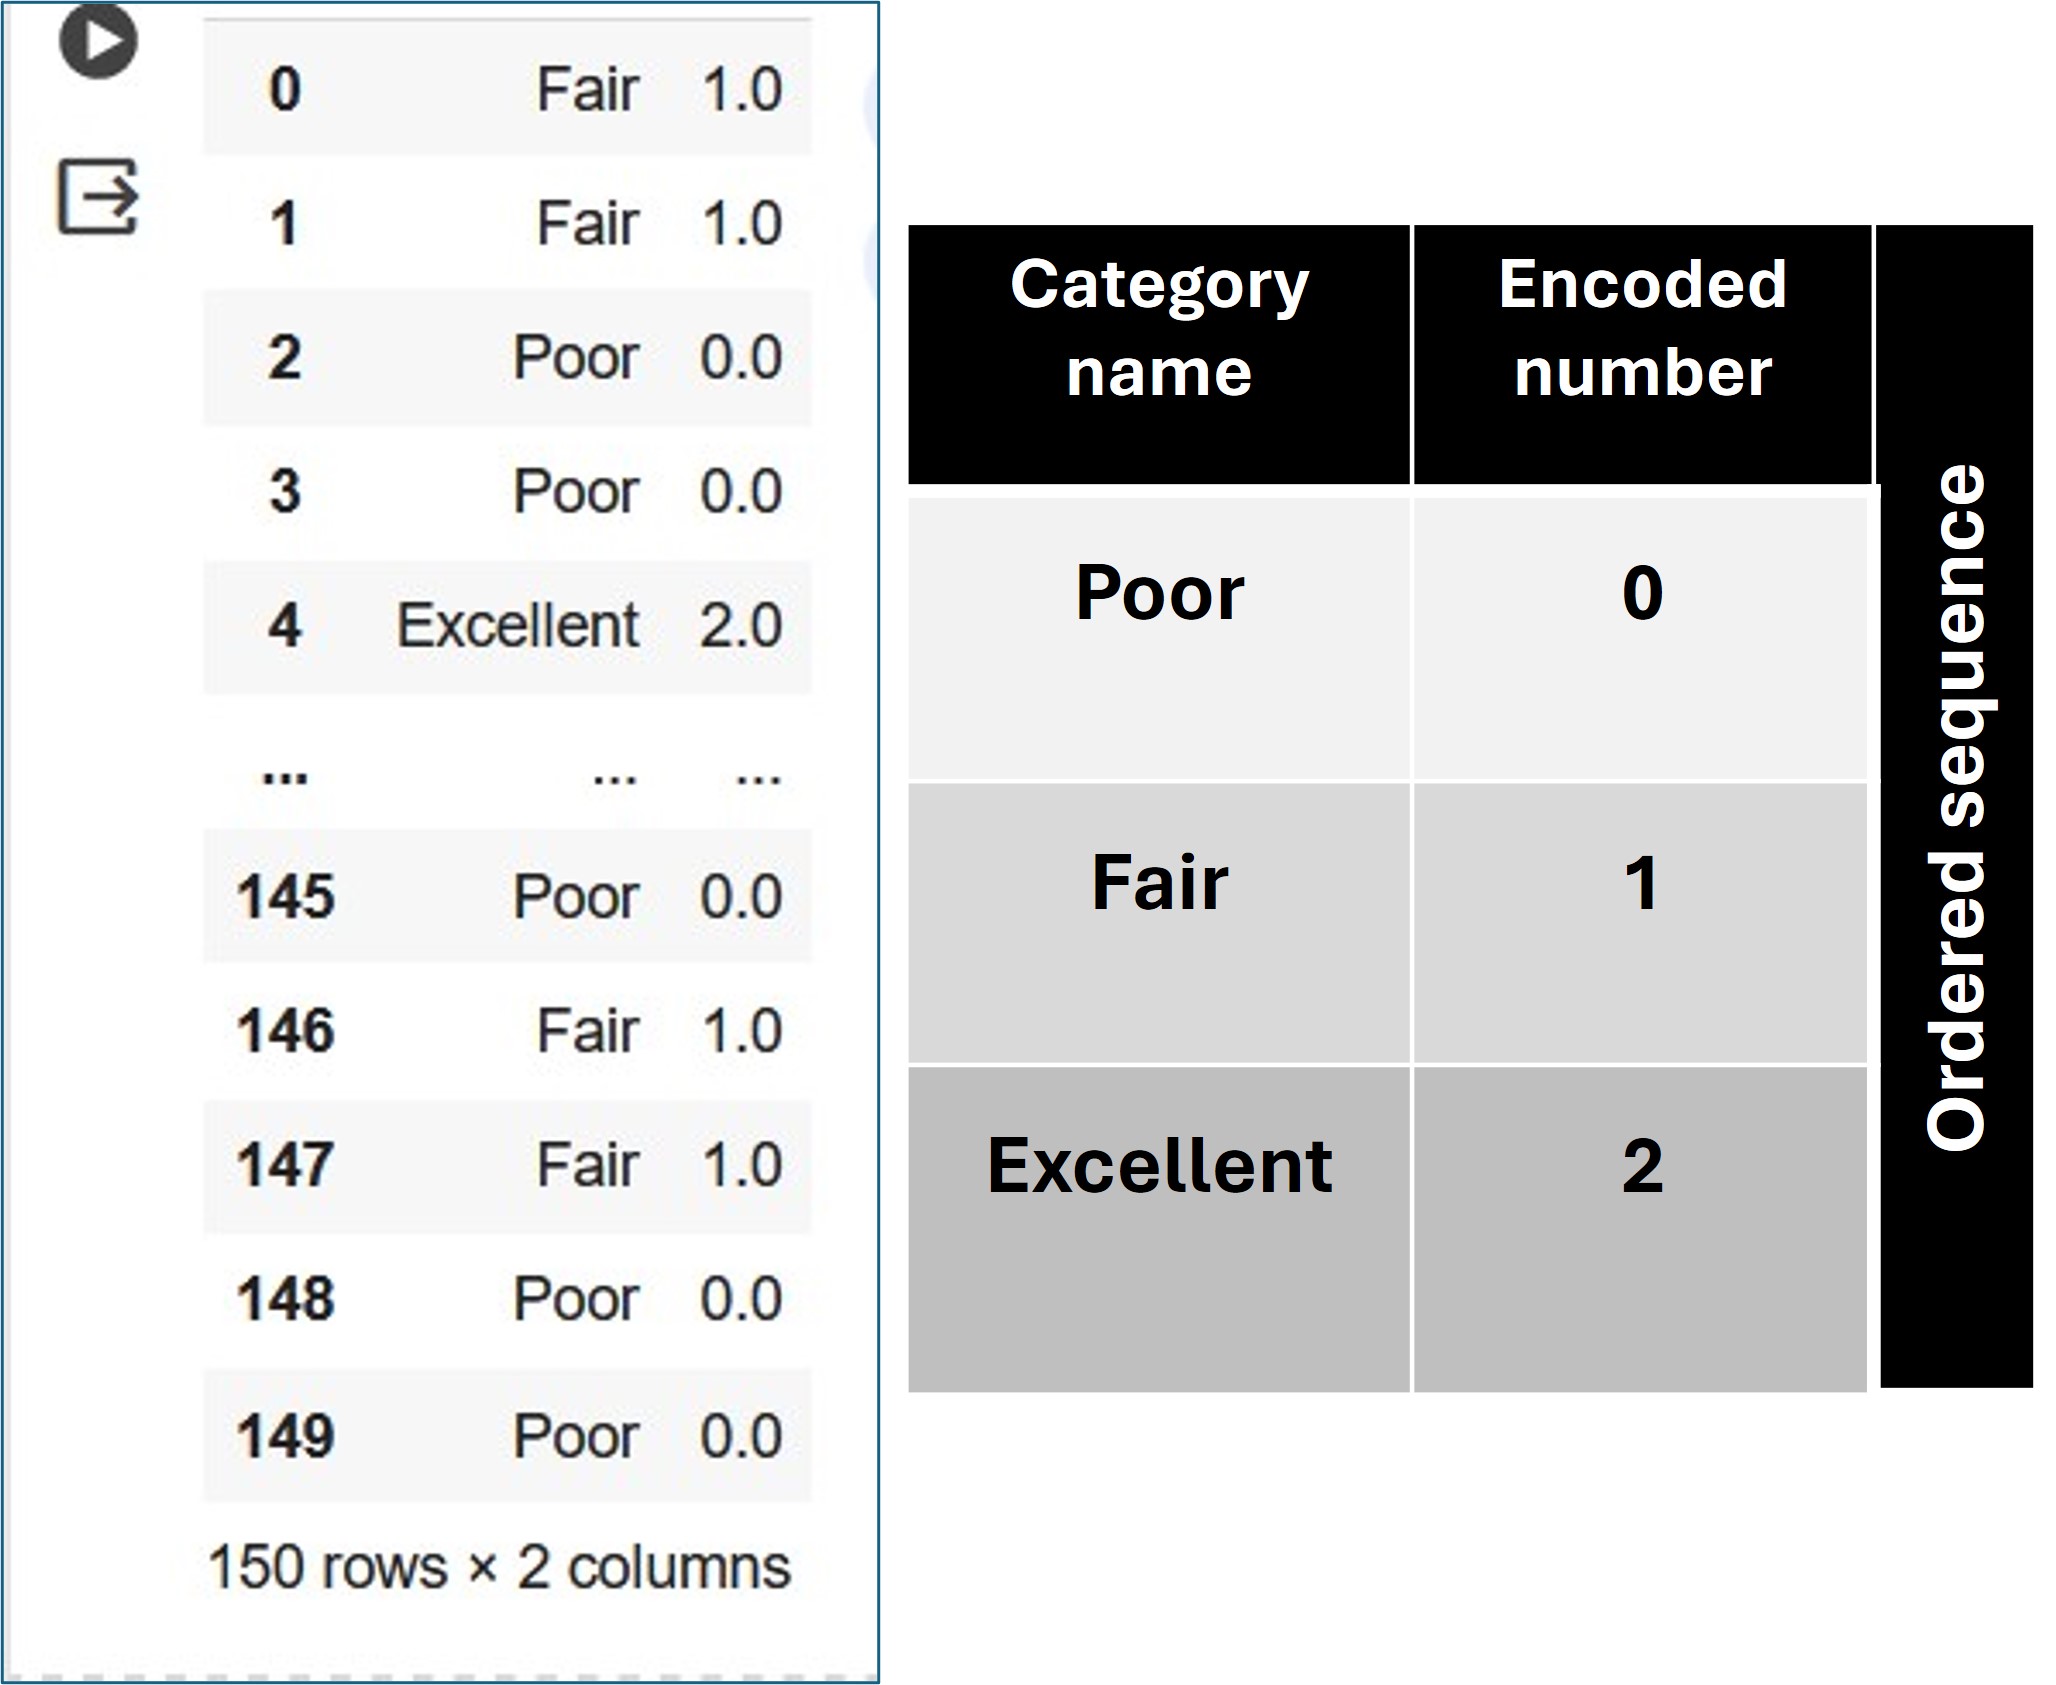 0 Fair 1.0
1 Fair 1.0
2 Poor 0.0
3 Poor 0.0
4 Excellent 2.0
... ... ...
145 Poor 0.0
146 Fair 1.0
147 Fair 1.0
148 Poor 0.0
149 Poor 0.0
150 rows × 2 columns
Category name Encoded number
Poor 0
Fair 1
Excellent 2
Ordered sequence